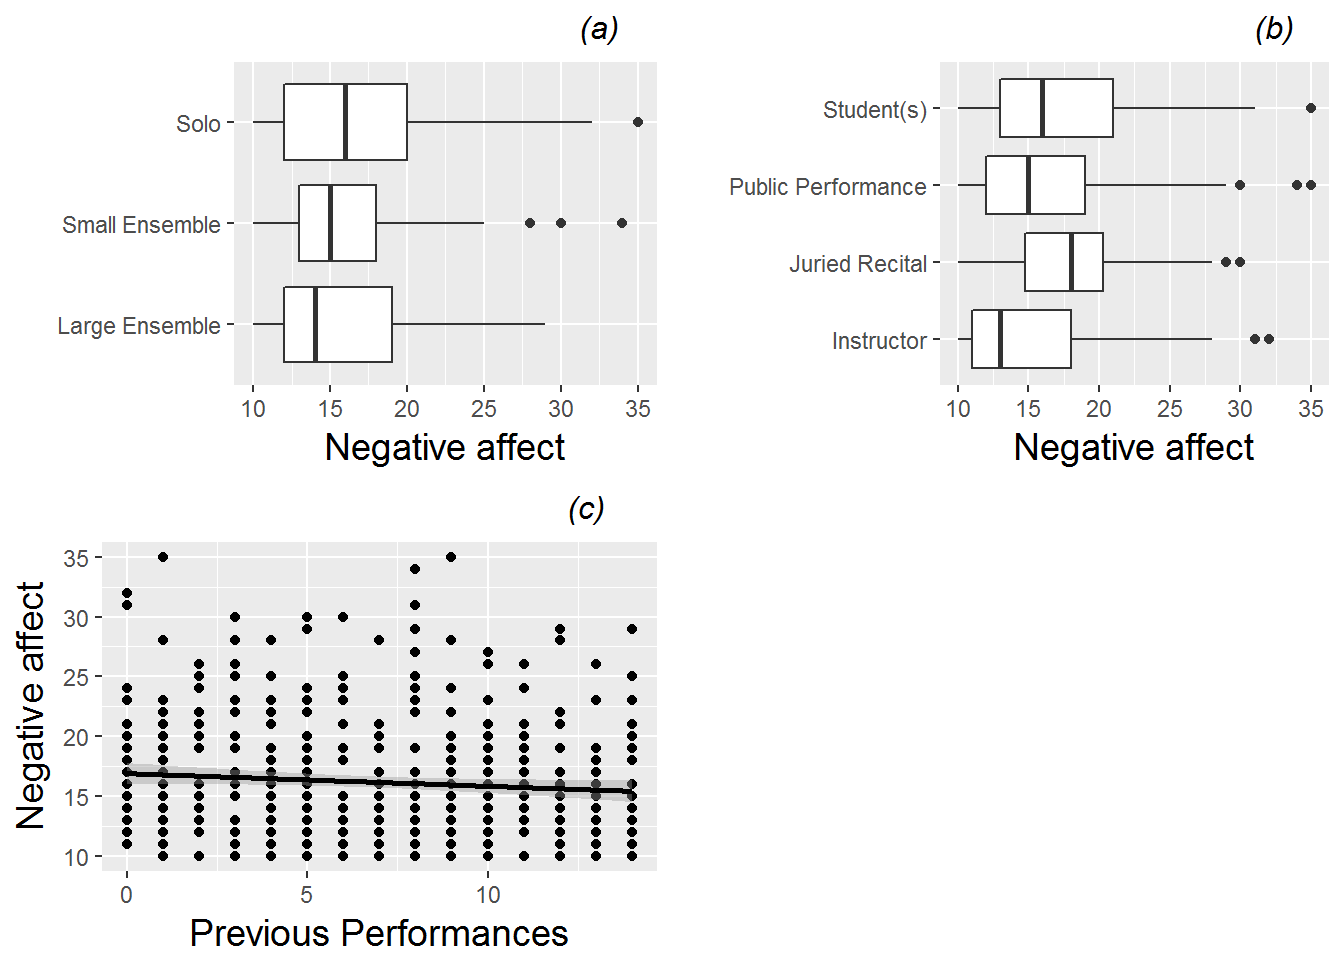 (a)
Solo
Small Ensemble
Large Ensemble
10 15 20 25 30 35
Negative affect
(b)
Student(s)
Public Performance
Juried Recital
Instructor
10 15 20 25 30 35
Negative affect
(c)
Negative affect
35
30
25
20
15
10
0 5 10
Previous Performances